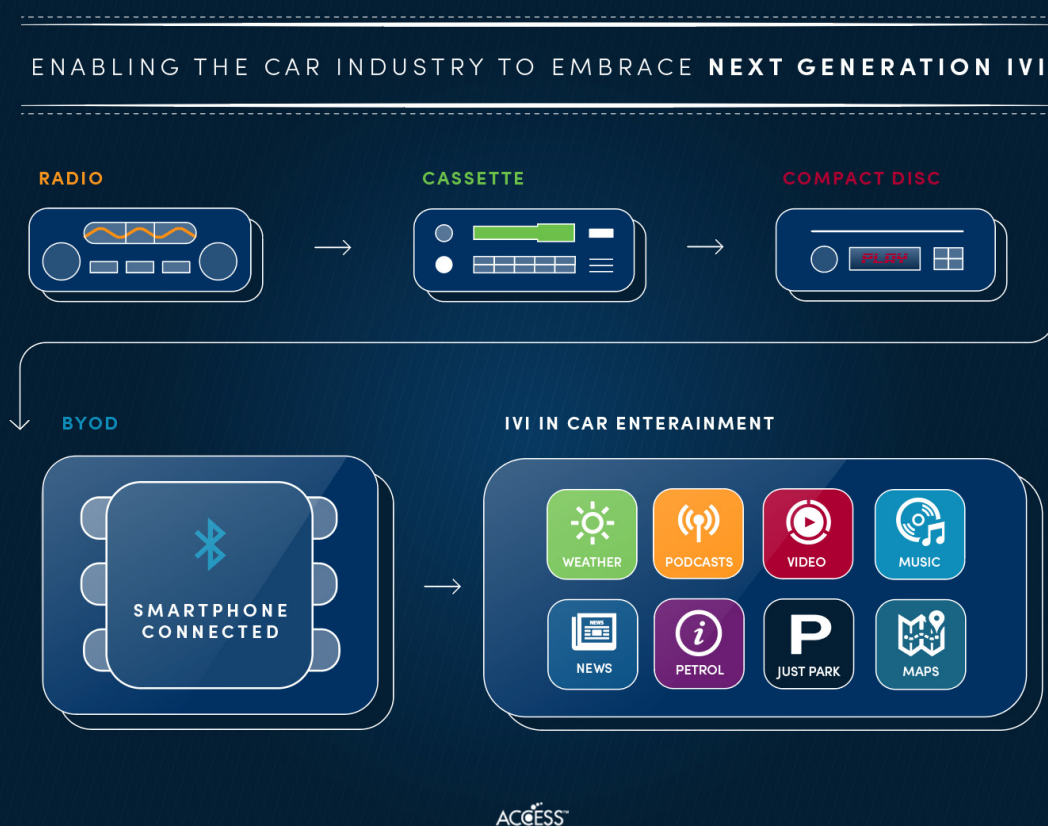 ENABLING THE CAR INDUSTRY TO EMBRACE NEXT GENERATION IVI
RADIO
CASSETTE
COMPACT DISC
PLAY
BYOD
IVI IN CAR ENTERAINMENT
SMARTPHONE
CONNECTED
WEATHER
PODCASTS
VIDEO
MUSIC
NEWS
NEWS
PETROL
P
JUST PARK
MAPS
ACCESS™